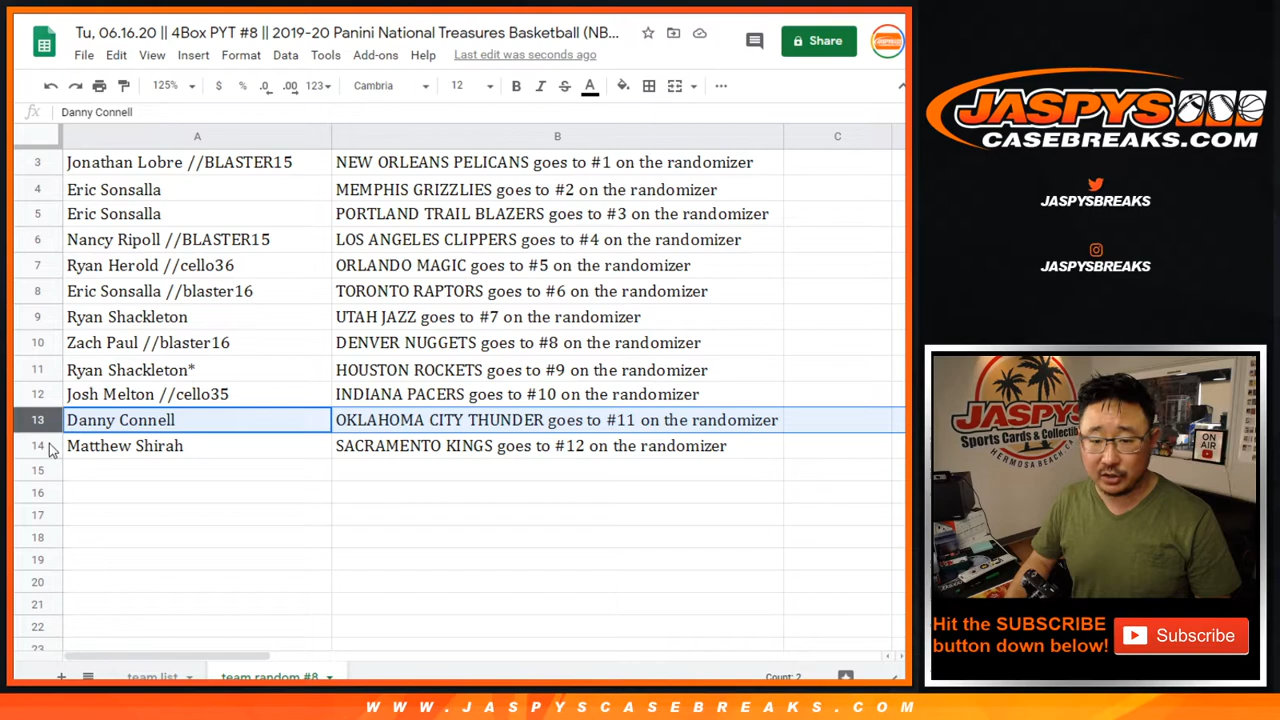 Tu, 06.16.20 || 4Box PYT #8 || 2019-20 Panini National Treasures Basketball (NB...
Share
File Edit View Insert Format Data Tools Add-ons Help Last edit was seconds ago
125% $ % .0 .00 123 Cambria 12 B I S A ...
fx Danny Connell
A B C
3 Jonathan Lobre //BLASTER15 NEW ORLEANS PELICANS goes to #1 on the randomizer
4 Eric Sonsalla MEMPHIS GRIZZLIES goes to #2 on the randomizer
5 Eric Sonsalla PORTLAND TRAIL BLAZERS goes to #3 on the randomizer
6 Nancy Ripoll //BLASTER15 LOS ANGELES CLIPPERS goes to #4 on the randomizer
7 Ryan Herold //cello36 ORLANDO MAGIC goes to #5 on the randomizer
8 Eric Sonsalla //blaster16 TORONTO RAPTORS goes to #6 on the randomizer
9 Ryan Shackleton UTAH JAZZ goes to #7 on the randomizer
10 Zach Paul //blaster16 DENVER NUGGETS goes to #8 on the randomizer
11 Ryan Shackleton* HOUSTON ROCKETS goes to #9 on the randomizer
12 Josh Melton //cello35 INDIANA PACERS goes to #10 on the randomizer
13 Danny Connell OKLAHOMA CITY THUNDER goes to #11 on the randomizer
14 Matthew Shirah SACRAMENTO KINGS goes to #12 on the randomizer
15
16
17
18
19
20
21
22
23
team list team random #8 Count: 2
JASPYS
CASEBREAKS.COM
JASPYSBREAKS
JASPYSBREAKS
JASPY'S
Sports Cards & Collectib
HERMOSA BEACH
ON AIR
Hit the SUBSCRIBE
button down below!
Subscribe
WWW.JASPYSCASEBREAKS.COM